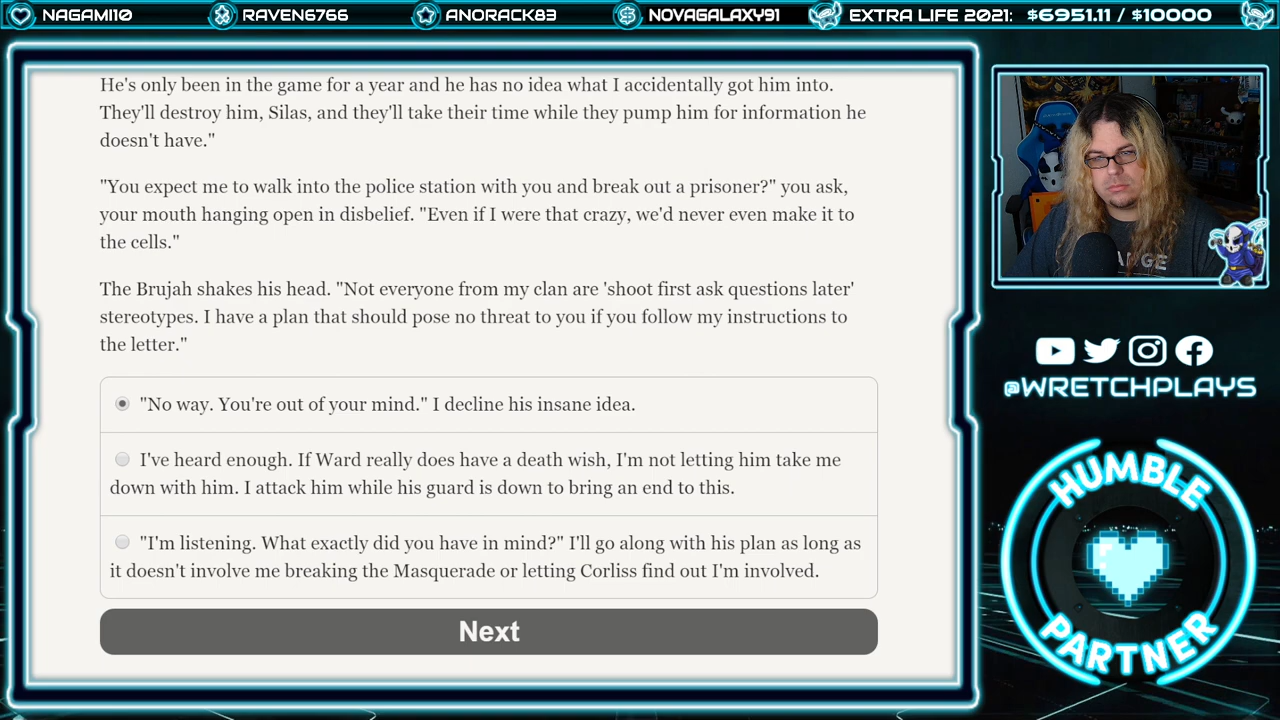 NAGAMI10 RAVEN6766 ANORACK83 NOVAGALAXY91 EXTRA LIFE 2021: $6951.11 / $10000
He's only been in the game for a year and he has no idea what I accidentally got him into.
They'll destroy him, Silas, and they'll take their time while they pump him for information he
doesn't have."
"You expect me to walk into the police station with you and break out a prisoner?" you ask,
your mouth hanging open in disbelief. "Even if I were that crazy, we'd never even make it to
the cells."
The Brujah shakes his head. "Not everyone from my clan are 'shoot first ask questions later'
stereotypes. I have a plan that should pose no threat to you if you follow my instructions to
the letter."
"No way. You're out of your mind." I decline his insane idea.
I've heard enough. If Ward really does have a death wish, I'm not letting him take me
down with him. I attack him while his guard is down to bring an end to this.
"I'm listening. What exactly did you have in mind?" I'll go along with his plan as long as
it doesn't involve me breaking the Masquerade or letting Corliss find out I'm involved.
Next
@WRETCHPLAYS
HUMBLE
PARTNER